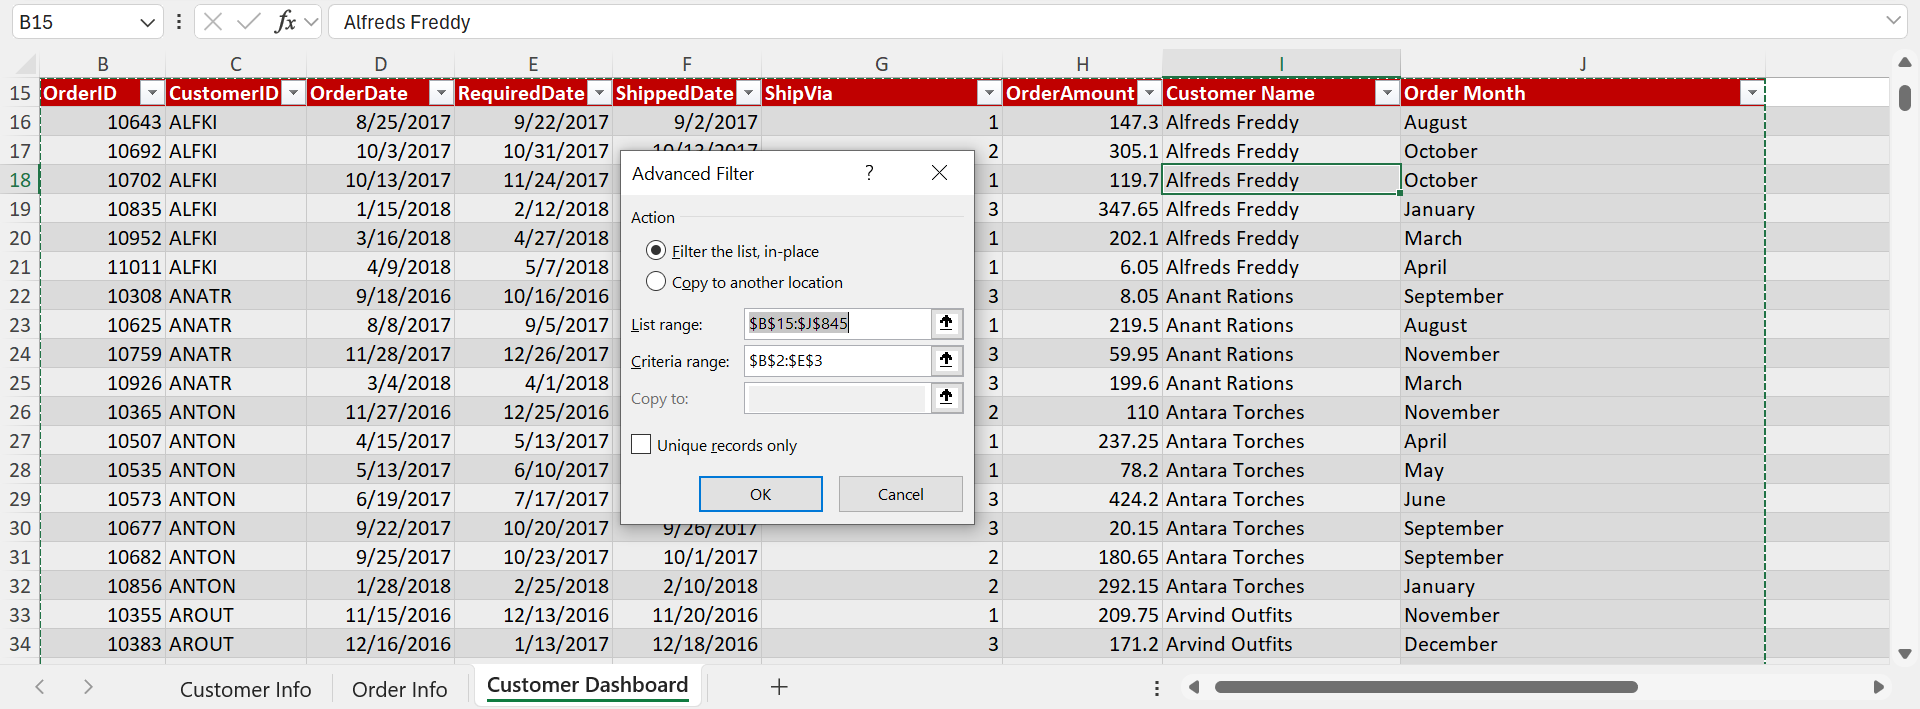 B15 fx Alfreds Freddy
B C D E F G H I J
15 OrderID CustomerID OrderDate RequiredDate ShippedDate ShipVia OrderAmount Customer Name Order Month
16 10643 ALFKI 8/25/2017 9/22/2017 9/2/2017 1 147.3 Alfreds Freddy August
17 10692 ALFKI 10/3/2017 10/31/2017 10/13/2017 2 305.1 Alfreds Freddy October
18 10702 ALFKI 10/13/2017 11/24/2017 1 119.7 Alfreds Freddy October
19 10835 ALFKI 1/15/2018 2/12/2018 3 347.65 Alfreds Freddy January
20 10952 ALFKI 3/16/2018 4/27/2018 1 202.1 Alfreds Freddy March
21 11011 ALFKI 4/9/2018 5/7/2018 1 6.05 Alfreds Freddy April
22 10308 ANATR 9/18/2016 10/16/2016 3 8.05 Anant Rations September
23 10625 ANATR 8/8/2017 9/5/2017 1 219.5 Anant Rations August
24 10759 ANATR 11/28/2017 12/26/2017 3 59.95 Anant Rations November
25 10926 ANATR 3/4/2018 4/1/2018 3 199.6 Anant Rations March
26 10365 ANTON 11/27/2016 12/25/2016 2 110 Antara Torches November
27 10507 ANTON 4/15/2017 5/13/2017 1 237.25 Antara Torches April
28 10535 ANTON 5/13/2017 6/10/2017 1 78.2 Antara Torches May
29 10573 ANTON 6/19/2017 7/17/2017 3 424.2 Antara Torches June
30 10677 ANTON 9/22/2017 10/20/2017 9/26/2017 3 20.15 Antara Torches September
31 10682 ANTON 9/25/2017 10/23/2017 10/1/2017 2 180.65 Antara Torches September
32 10856 ANTON 1/28/2018 2/25/2018 2/10/2018 2 292.15 Antara Torches January
33 10355 AROUT 11/15/2016 12/13/2016 11/20/2016 1 209.75 Arvind Outfits November
34 10383 AROUT 12/16/2016 1/13/2017 12/18/2016 3 171.2 Arvind Outfits December
Advanced Filter ?
Action
Filter the list, in-place
Copy to another location
List range: $B$15:$J$845
Criteria range: $B$2:$E$3
Copy to:
Unique records only
OK Cancel
Customer Info Order Info Customer Dashboard